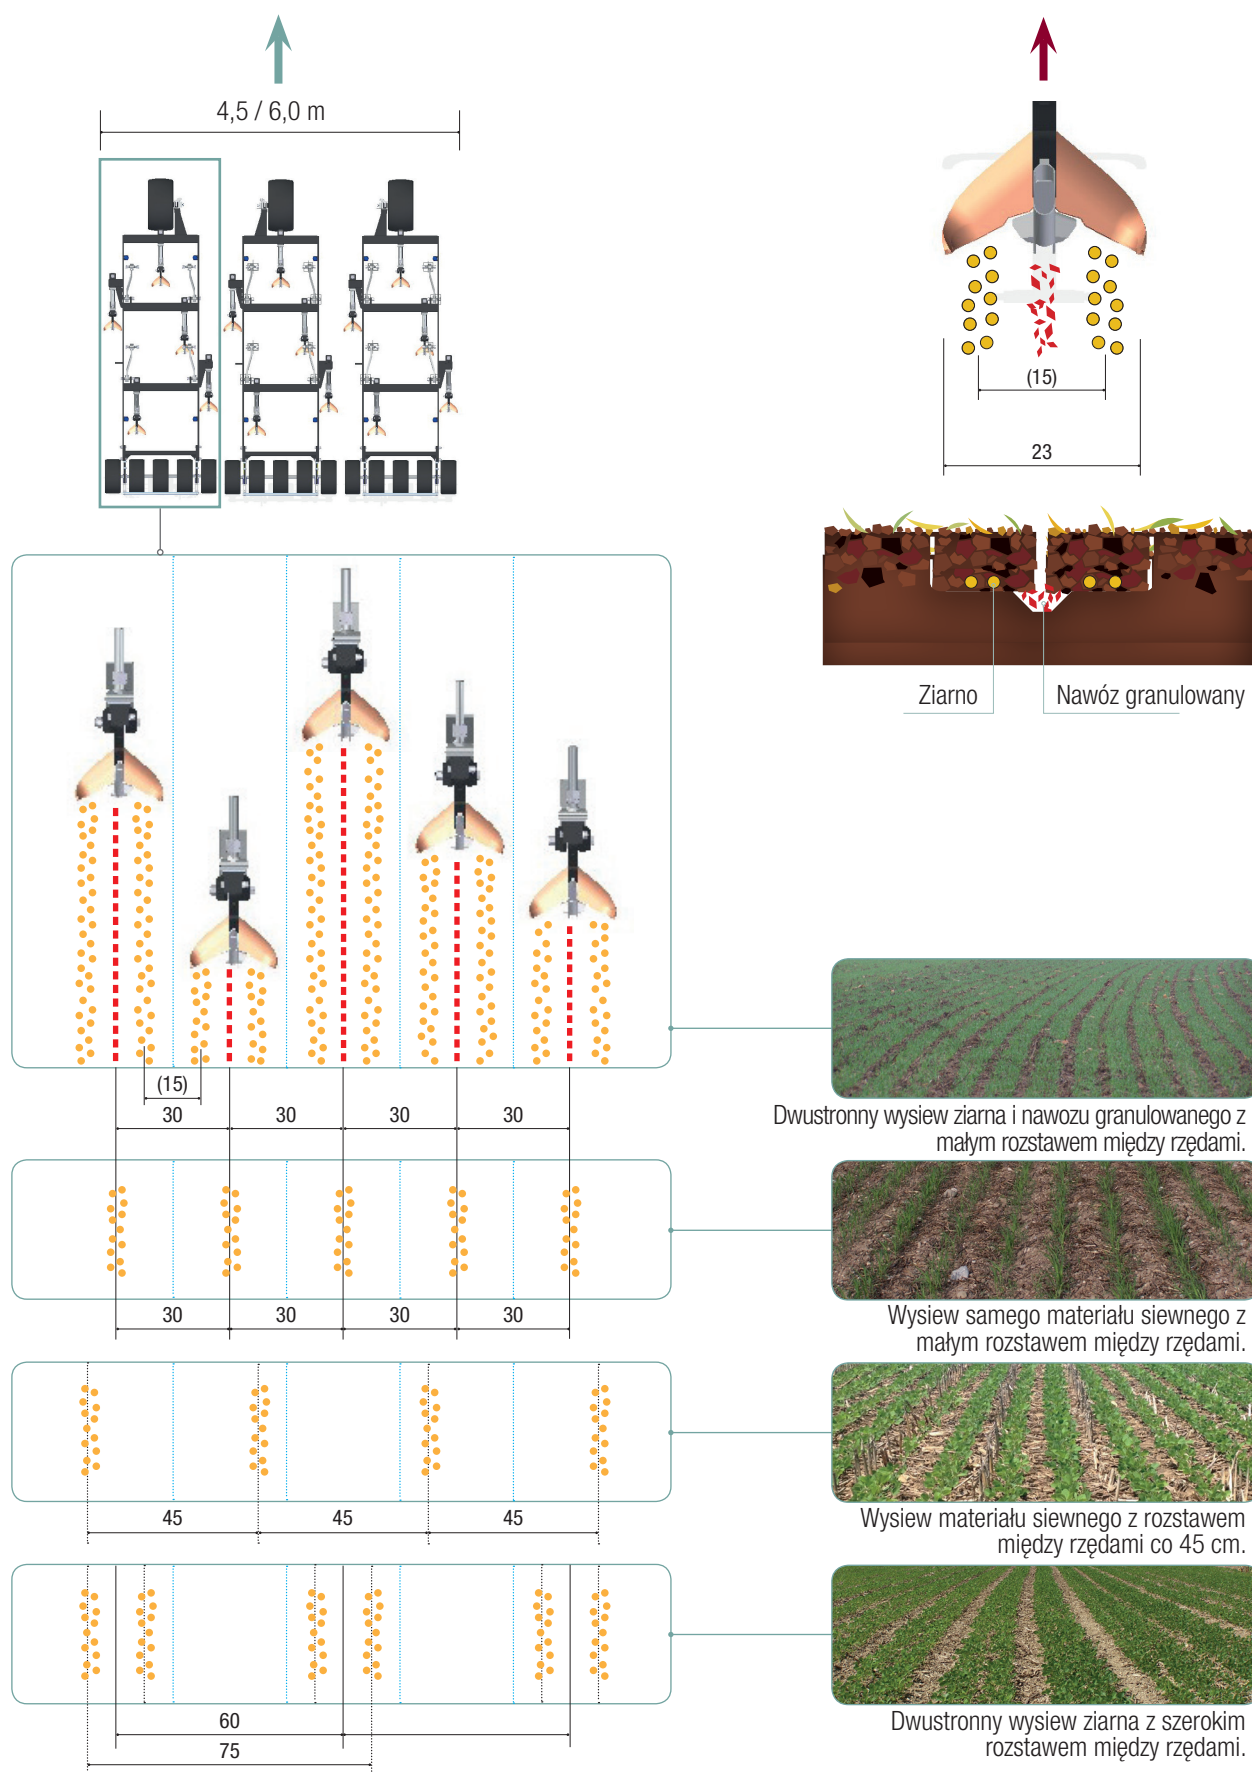 4,5 / 6,0 m
(15)
23
Ziarno
Nawóz granulowany
(15)
30 30 30 30
Dwustronny wysiew ziarna i nawozu granulowanego z
małym rozstawem między rzędami.
30 30 30 30
Wysiew samego materiału siewnego z
małym rozstawem między rzędami.
45 45 45
Wysiew materiału siewnego z rozstawem
między rzędami co 45 cm.
60
75
Dwustronny wysiew ziarna z szerokim
rozstawem między rzędami.